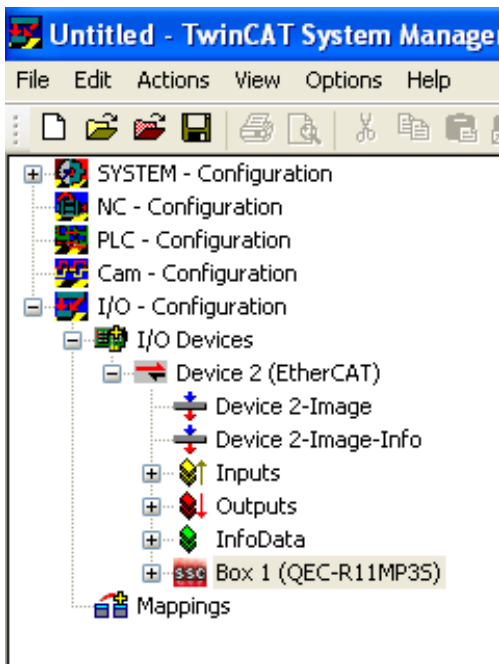 Untitled - TwinCAT System Manager
File Edit Actions View Options Help
SYSTEM - Configuration
NC - Configuration
PLC - Configuration
Cam - Configuration
I/O - Configuration
I/O Devices
Device 2 (EtherCAT)
Device 2-Image
Device 2-Image-Info
Inputs
Outputs
InfoData
SSC Box 1 (QEC-R11MP3S)
Mappings